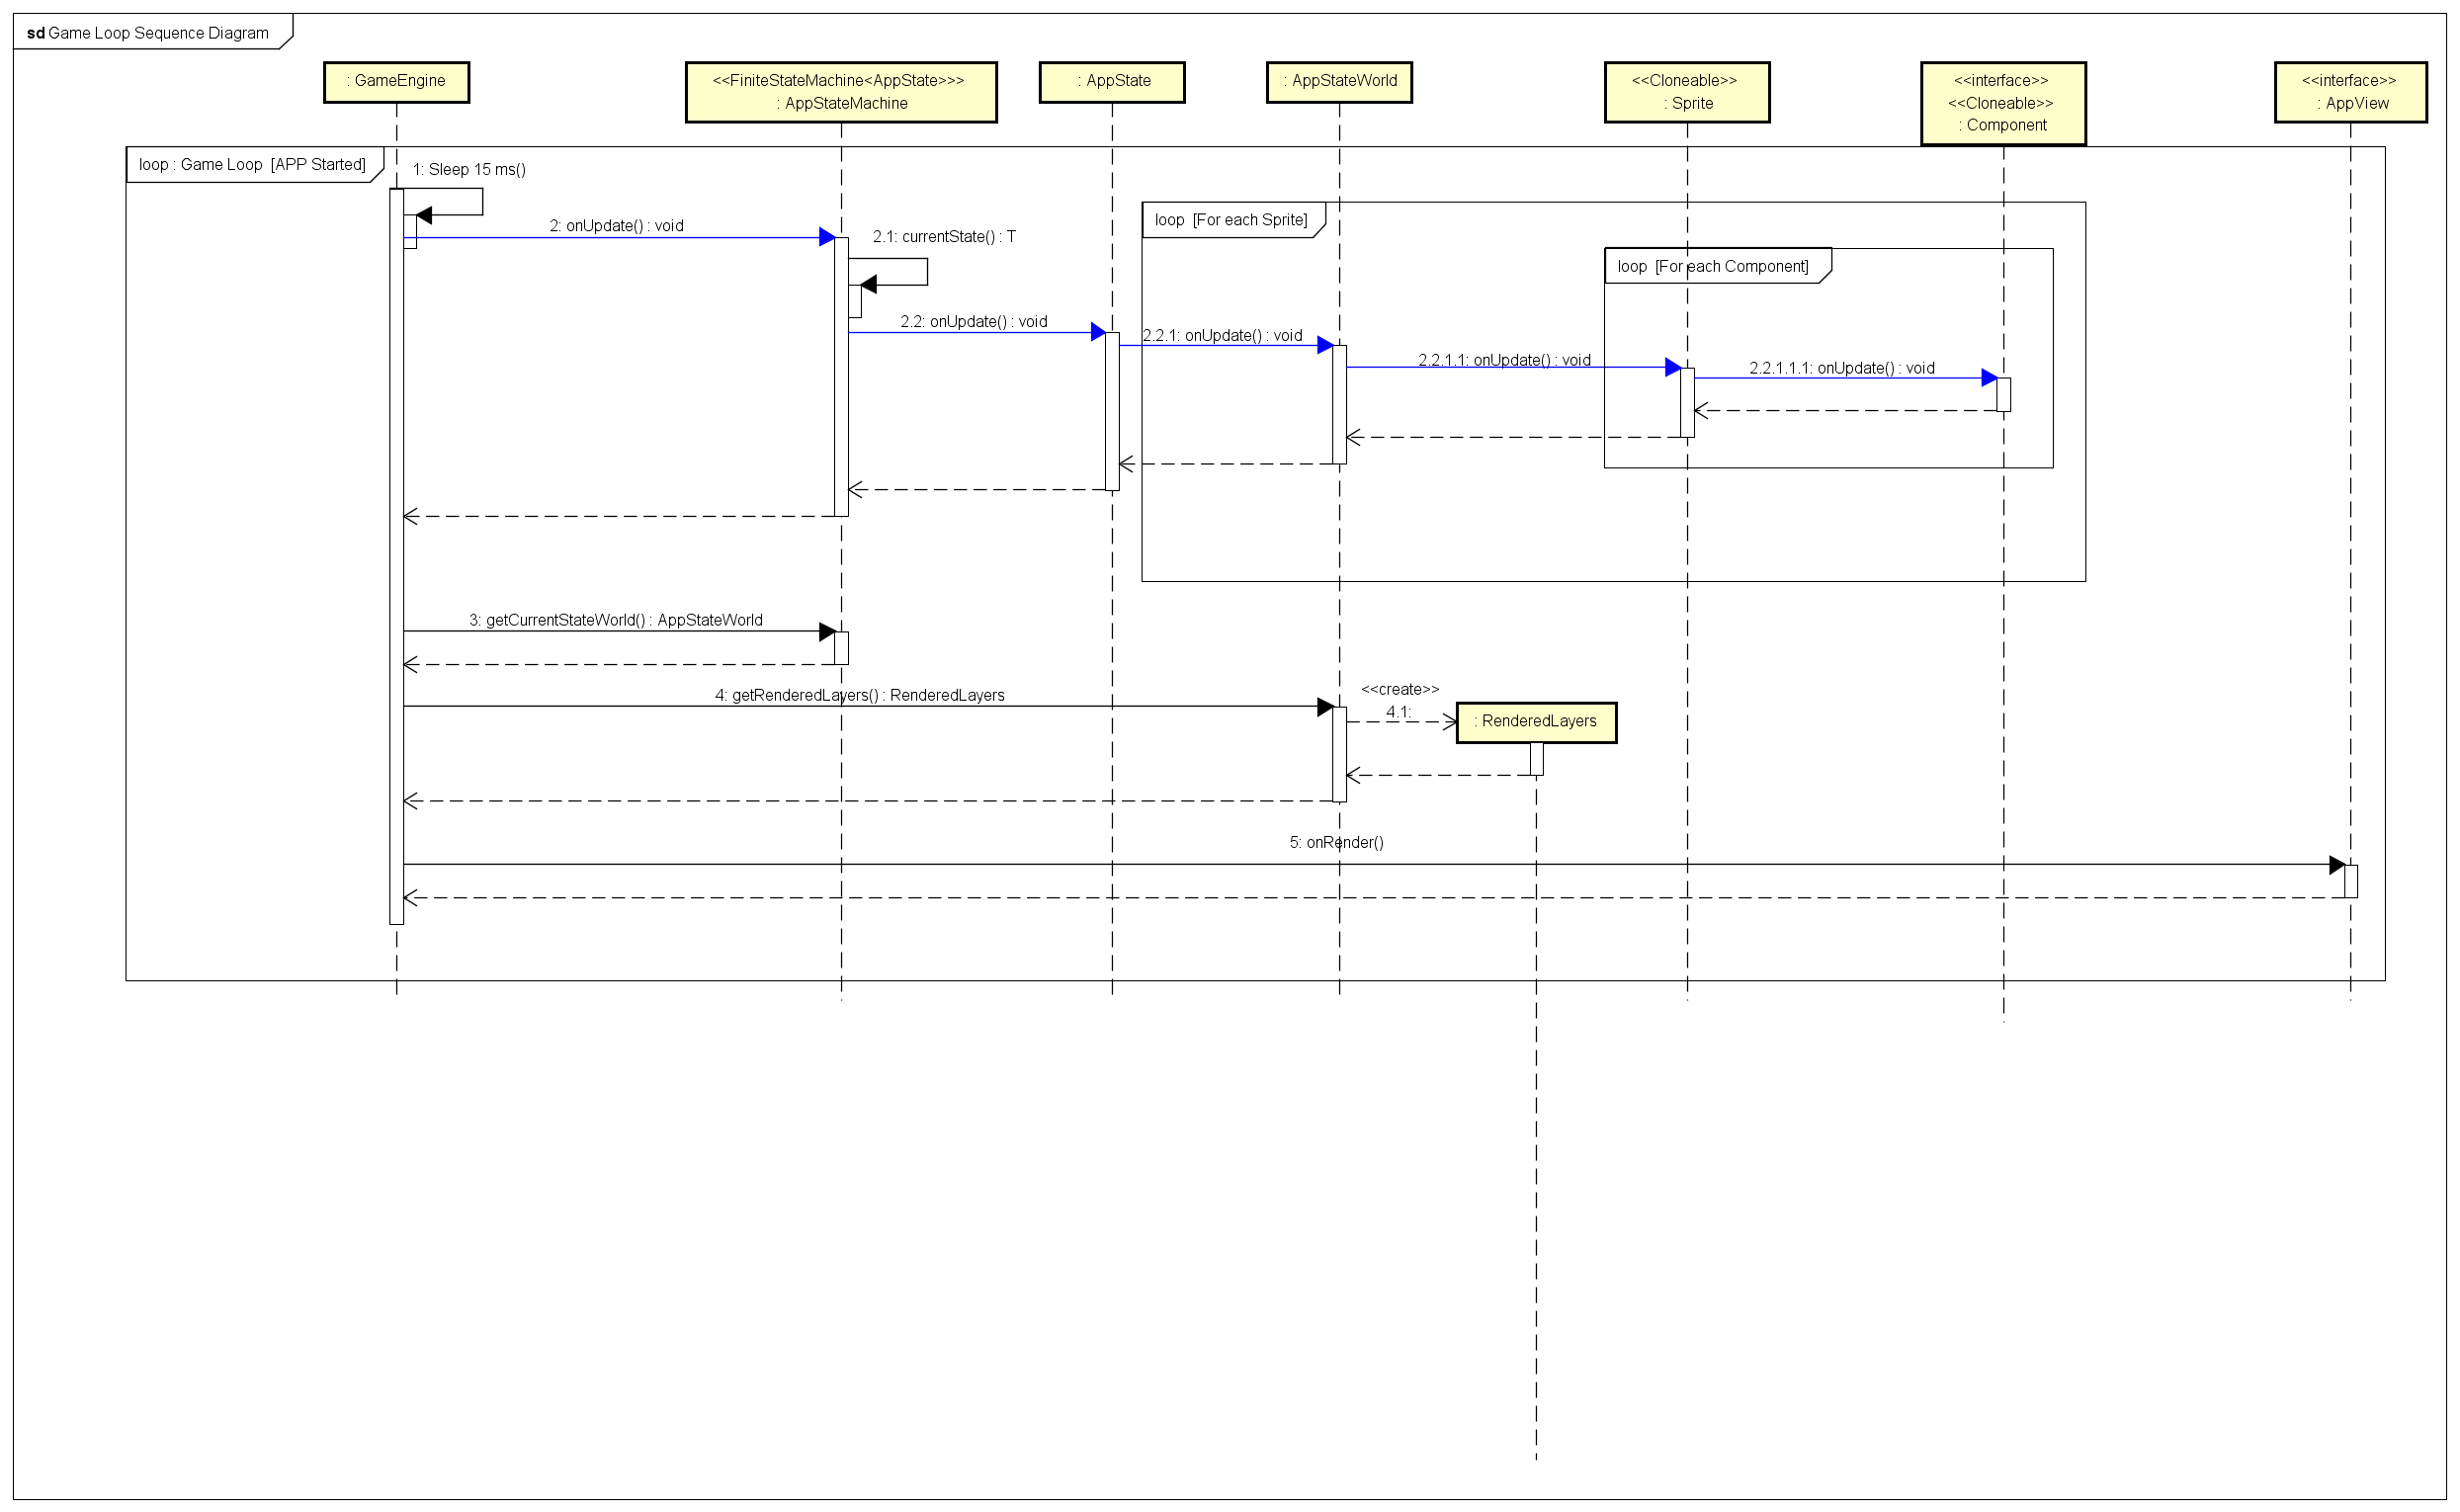 sd Game Loop Sequence Diagram
: GameEngine
<<FiniteStateMachine<AppState>>>
: AppStateMachine
: AppState
: AppStateWorld
<<Cloneable>>
: Sprite
<<interface>>
<<Cloneable>>
: Component
<<interface>>
: AppView
loop : Game Loop [APP Started]
1: Sleep 15 ms()
loop [For each Sprite]
2: onUpdate() : void
2.1: currentState() : T
loop [For each Component]
2.2: onUpdate() : void
2.2.1: onUpdate() : void
2.2.1.1: onUpdate() : void
2.2.1.1.1: onUpdate() : void
3: getCurrentStateWorld() : AppStateWorld
4: getRenderedLayers() : RenderedLayers
<<create>>
4.1:
: RenderedLayers
5: onRender()